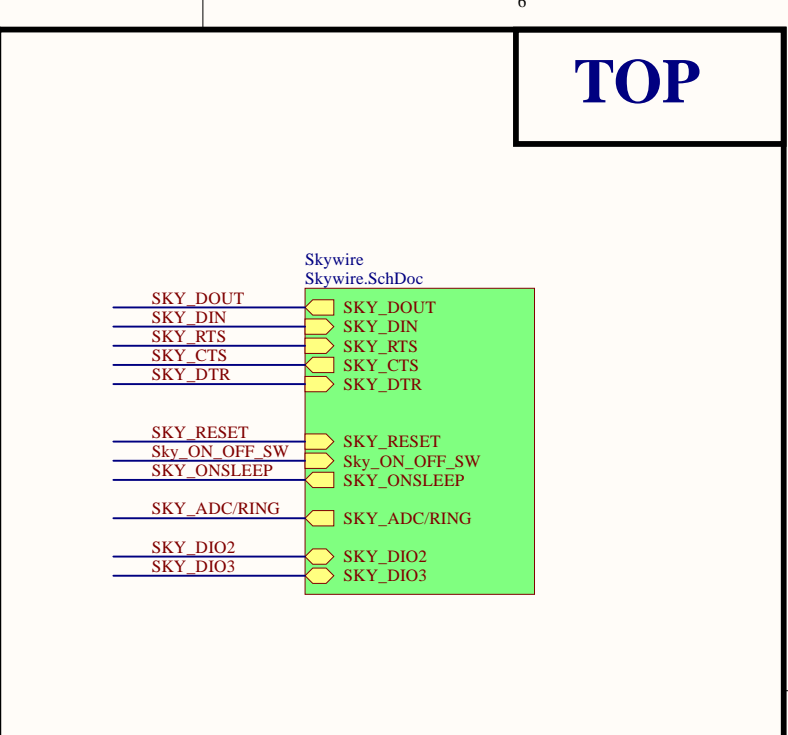 6
TOP
Skywire
Skywire.SchDoc
SKY_DOUT SKY_DOUT
SKY_DIN SKY_DIN
SKY_RTS SKY_RTS
SKY_CTS SKY_CTS
SKY_DTR SKY_DTR
SKY_RESET SKY_RESET
Sky_ON_OFF_SW Sky_ON_OFF_SW
SKY_ONSLEEP SKY_ONSLEEP
SKY_ADC/RING SKY_ADC/RING
SKY_DIO2 SKY_DIO2
SKY_DIO3 SKY_DIO3